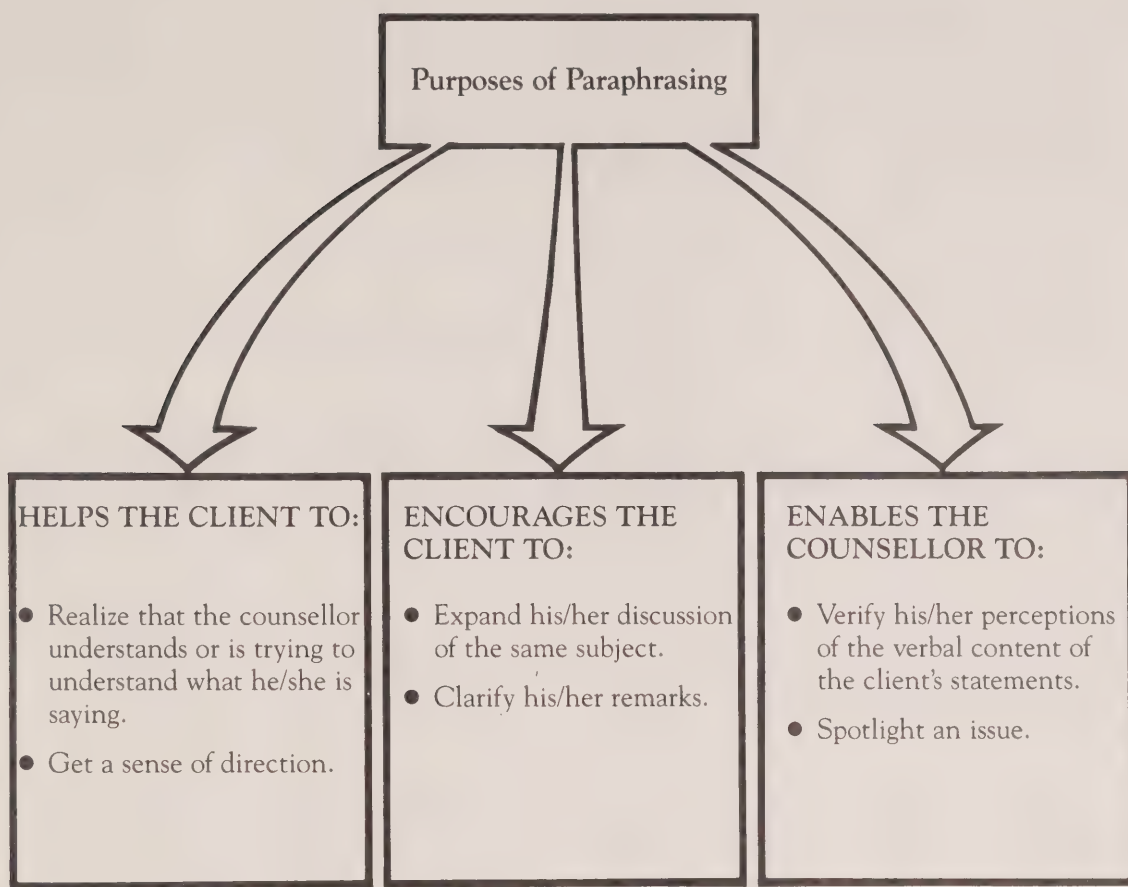 Purposes of Paraphrasing
HELPS THE CLIENT TO:
• Realize that the counsellor
understands or is trying to
understand what he/she is
saying.
• Get a sense of direction.
ENCOURAGES THE
CLIENT TO:
• Expand his/her discussion
of the same subject.
• Clarify his/her remarks.
ENABLES THE
COUNSELLOR TO:
• Verify his/her perceptions
of the verbal content of
the client's statements.
• Spotlight an issue.